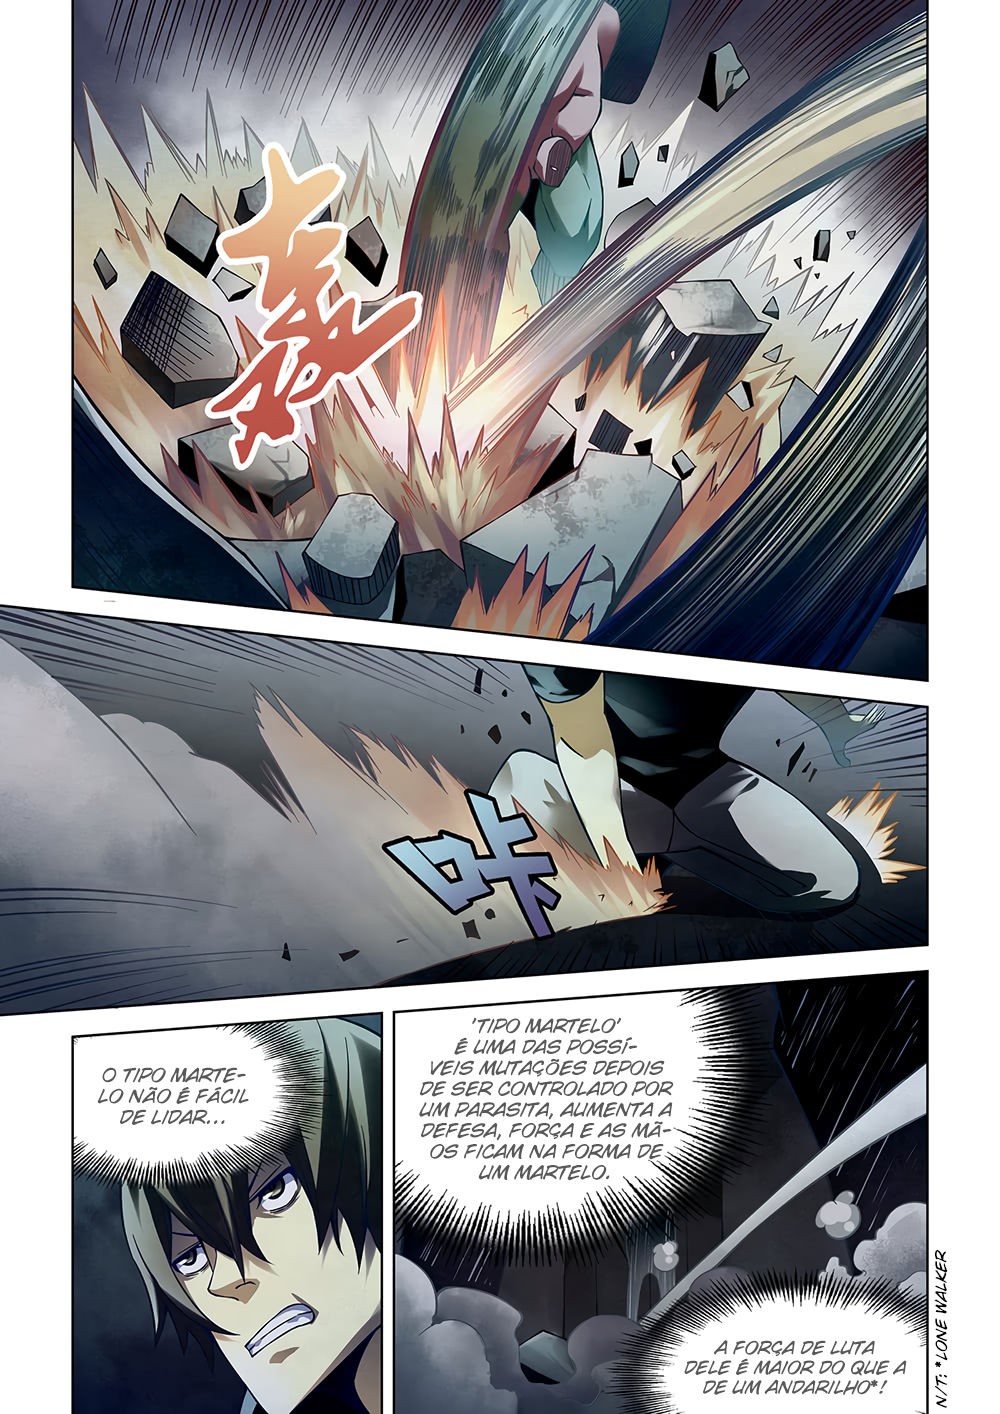 咔
O TIPO MARTE-
LO NÃO É FÁCIL
DE LIDAR...
'TIPO MARTELO'
É UMA DAS POSSÍ-
VEIS MUTAÇÕES DEPOIS
DE SER CONTROLADO POR
UM PARASITA, AUMENTA A
DEFESA, FORÇA E AS MÃ-
OS FICAM NA FORMA DE
UM MARTELO.
A FORÇA DE LUTA
DELE É MAIOR DO QUE A
DE UM ANDARILHO*!
N/T: *LONE WALKER